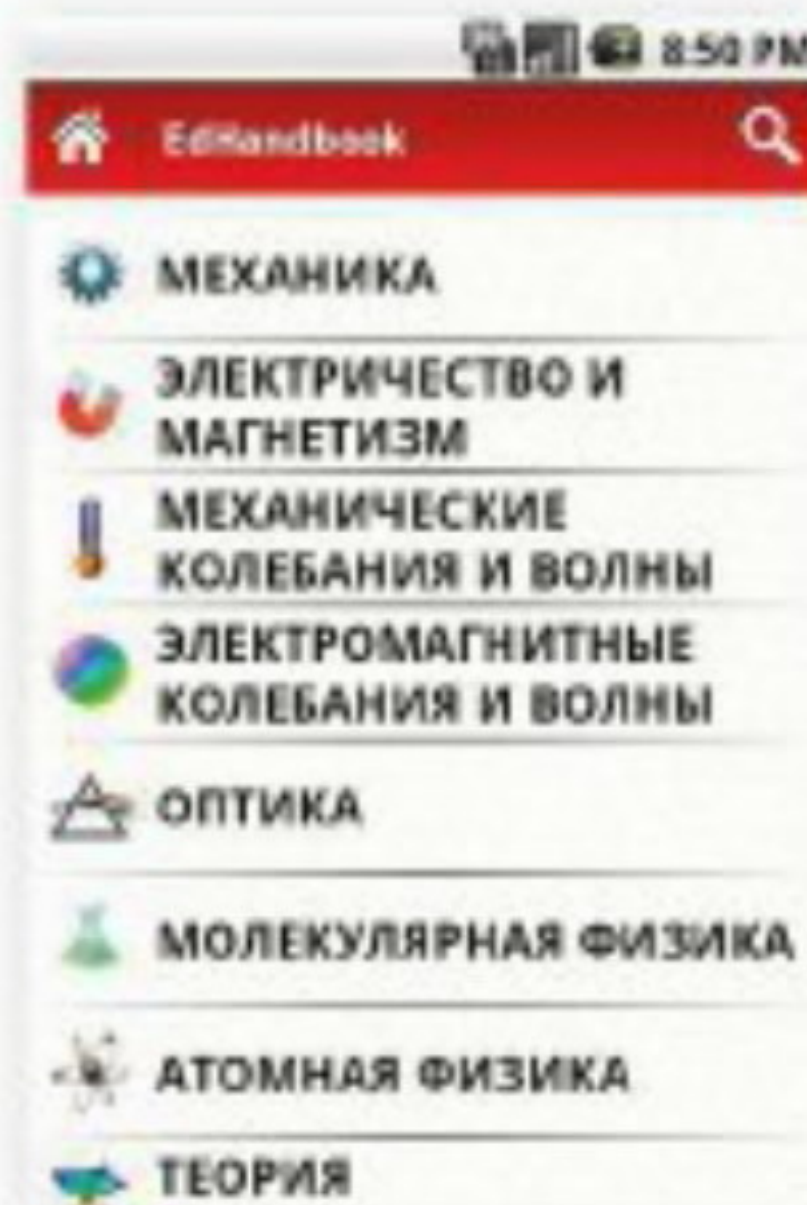 8:50 PM
EdHandbook
МЕХАНИКА
ЭЛЕКТРИЧЕСТВО И
МАГНЕТИЗМ
МЕХАНИЧЕСКИЕ
КОЛЕБАНИЯ И ВОЛНЫ
ЭЛЕКТРОМАГНИТНЫЕ
КОЛЕБАНИЯ И ВОЛНЫ
ОПТИКА
МОЛЕКУЛЯРНАЯ ФИЗИКА
АТОМНАЯ ФИЗИКА
ТЕОРИЯ